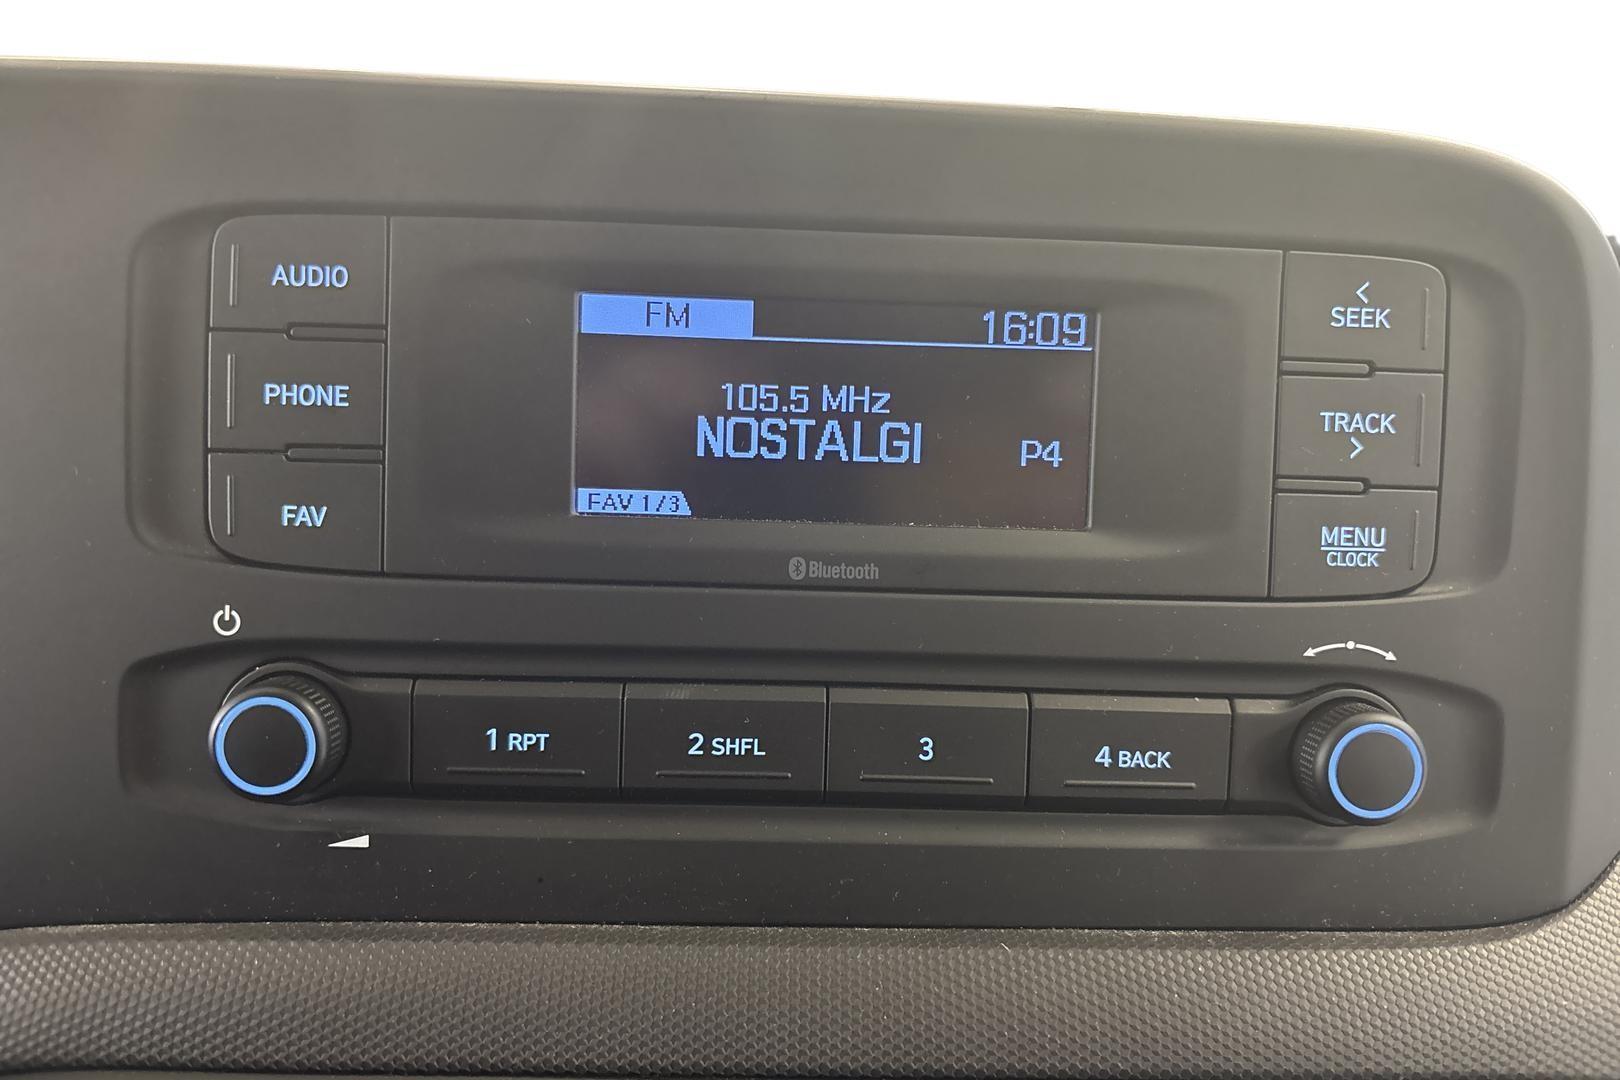 AUDIO
PHONE
FAV
FM
16:09
105.5 MHz
NOSTALGI
P4
FAV 1/3
Bluetooth
<
SEEK
TRACK
>
MENU
CLOCK
1 RPT
2 SHFL
3
4 BACK